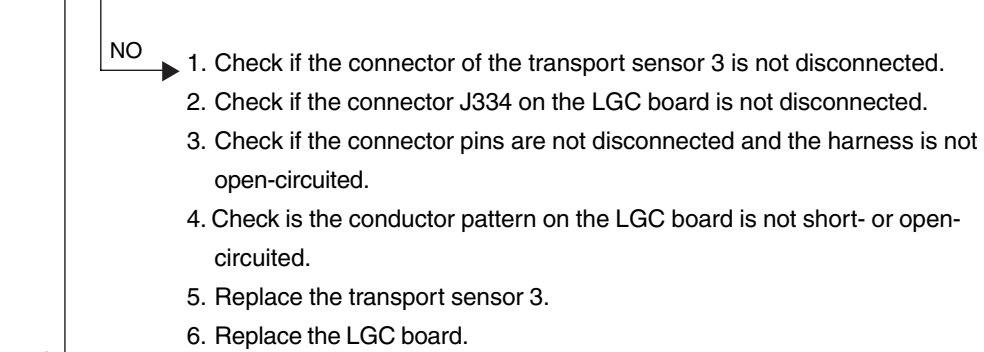 NO
1. Check if the connector of the transport sensor 3 is not disconnected.
2. Check if the connector J334 on the LGC board is not disconnected.
3. Check if the connector pins are not disconnected and the harness is not
open-circuited.
4. Check is the conductor pattern on the LGC board is not short- or open-
circuited.
5. Replace the transport sensor 3.
6. Replace the LGC board.